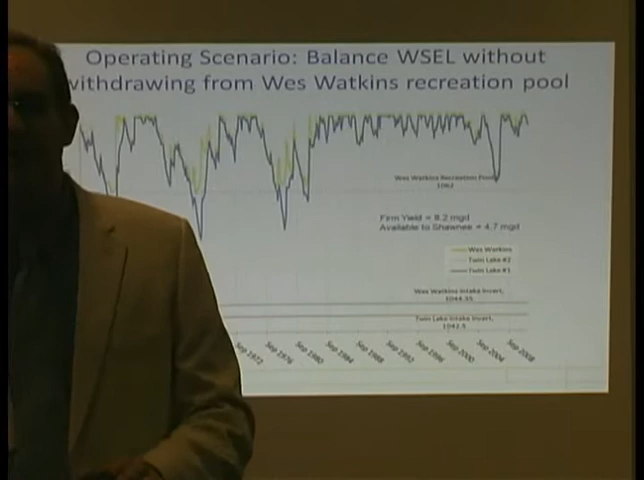 Operating Scenario: Balance WSEL without
withdrawing from Wes Watkins recreation pool
Wes Watkins Recreation Pool,
1062
Firm Yield = 8.2 mgd
Available to Shawnee = 4.7 mgd
Wes Watkins
Twin Lake #2
Twin Lake #1
Wes Watkins Intake Invert,
1044.35
Twin Lake Intake Invert,
1042.5
Sep 1972 Sep 1976 Sep 1980 Sep 1984 Sep 1988 Sep 1992 Sep 1996 Sep 2000 Sep 2004 Sep 2008